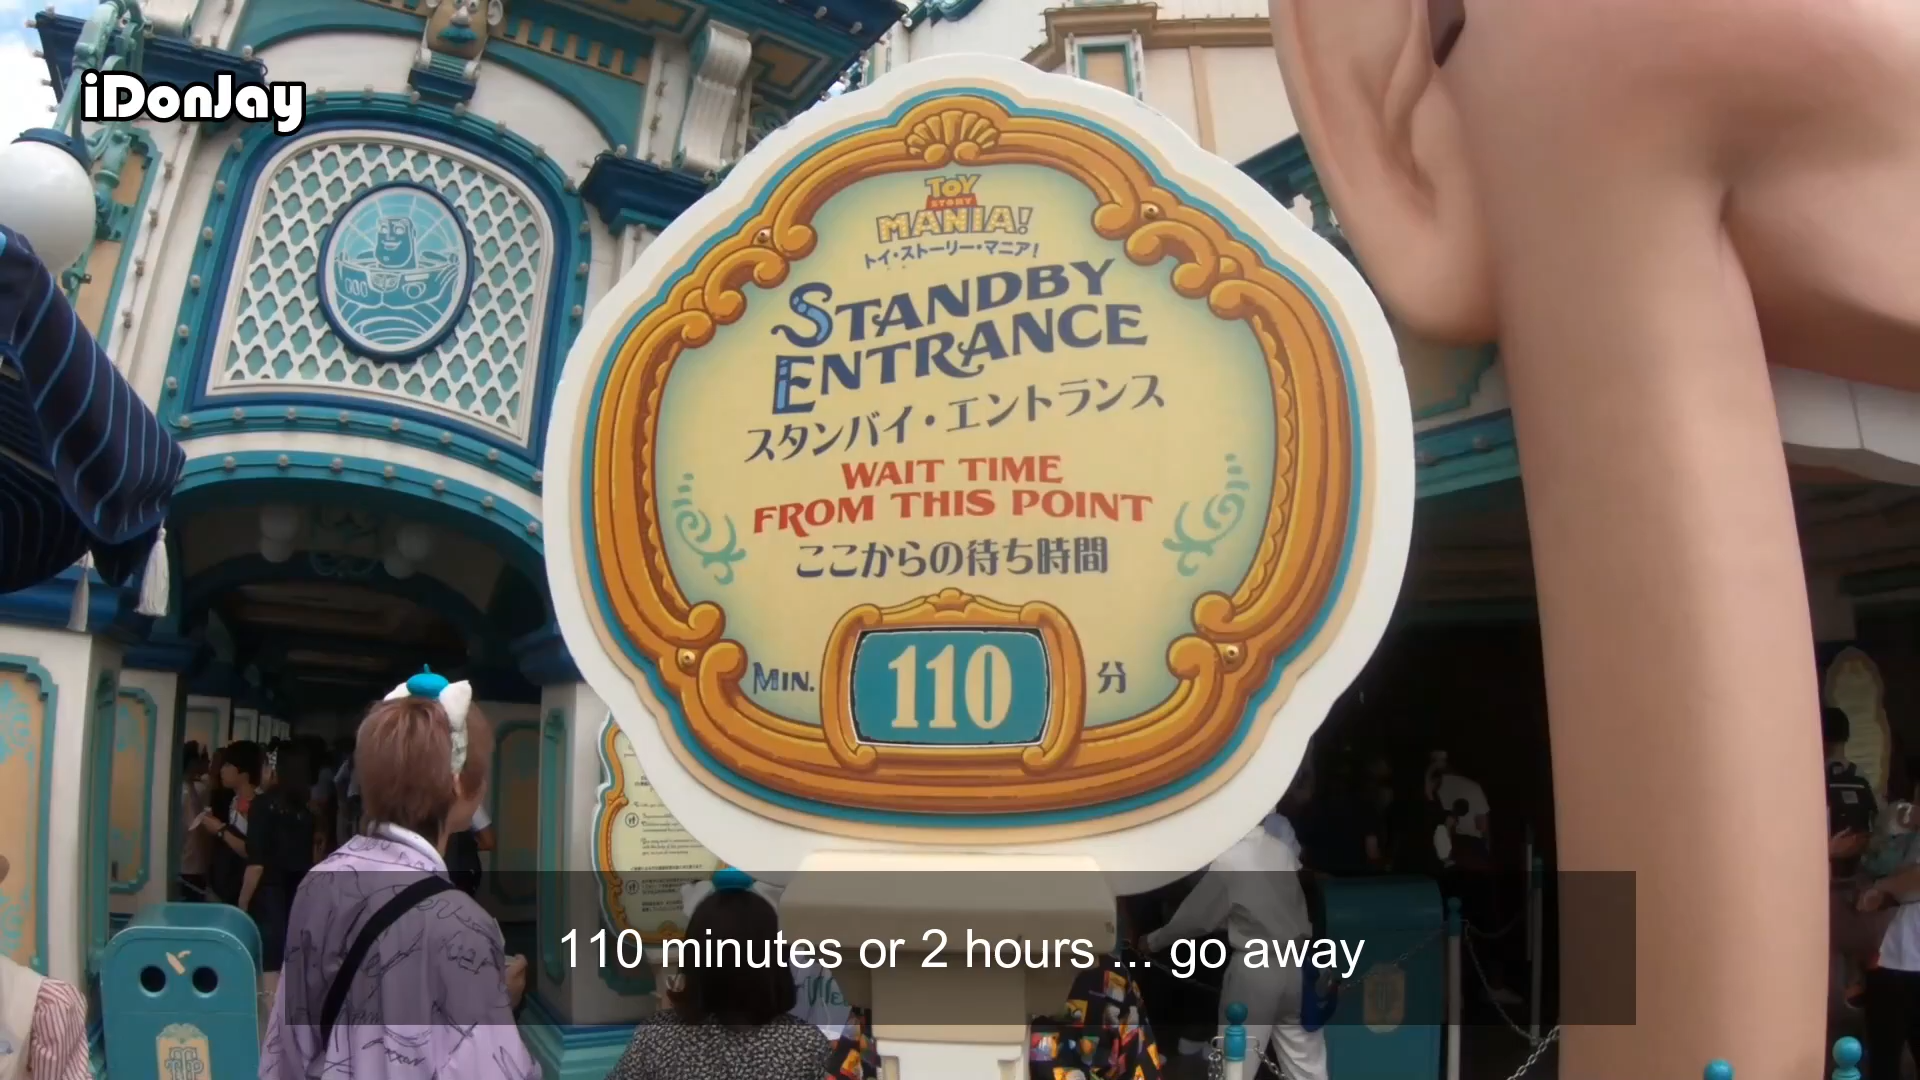 iDonJay
TOY
STORY
MANIA!
トイ・ストーリー・マニア!
STANDBY
ENTRANCE
スタンバイ・エントランス
WAIT TIME
FROM THIS POINT
ここからの待ち時間
MIN. 110 分
110 minutes or 2 hours ... go away